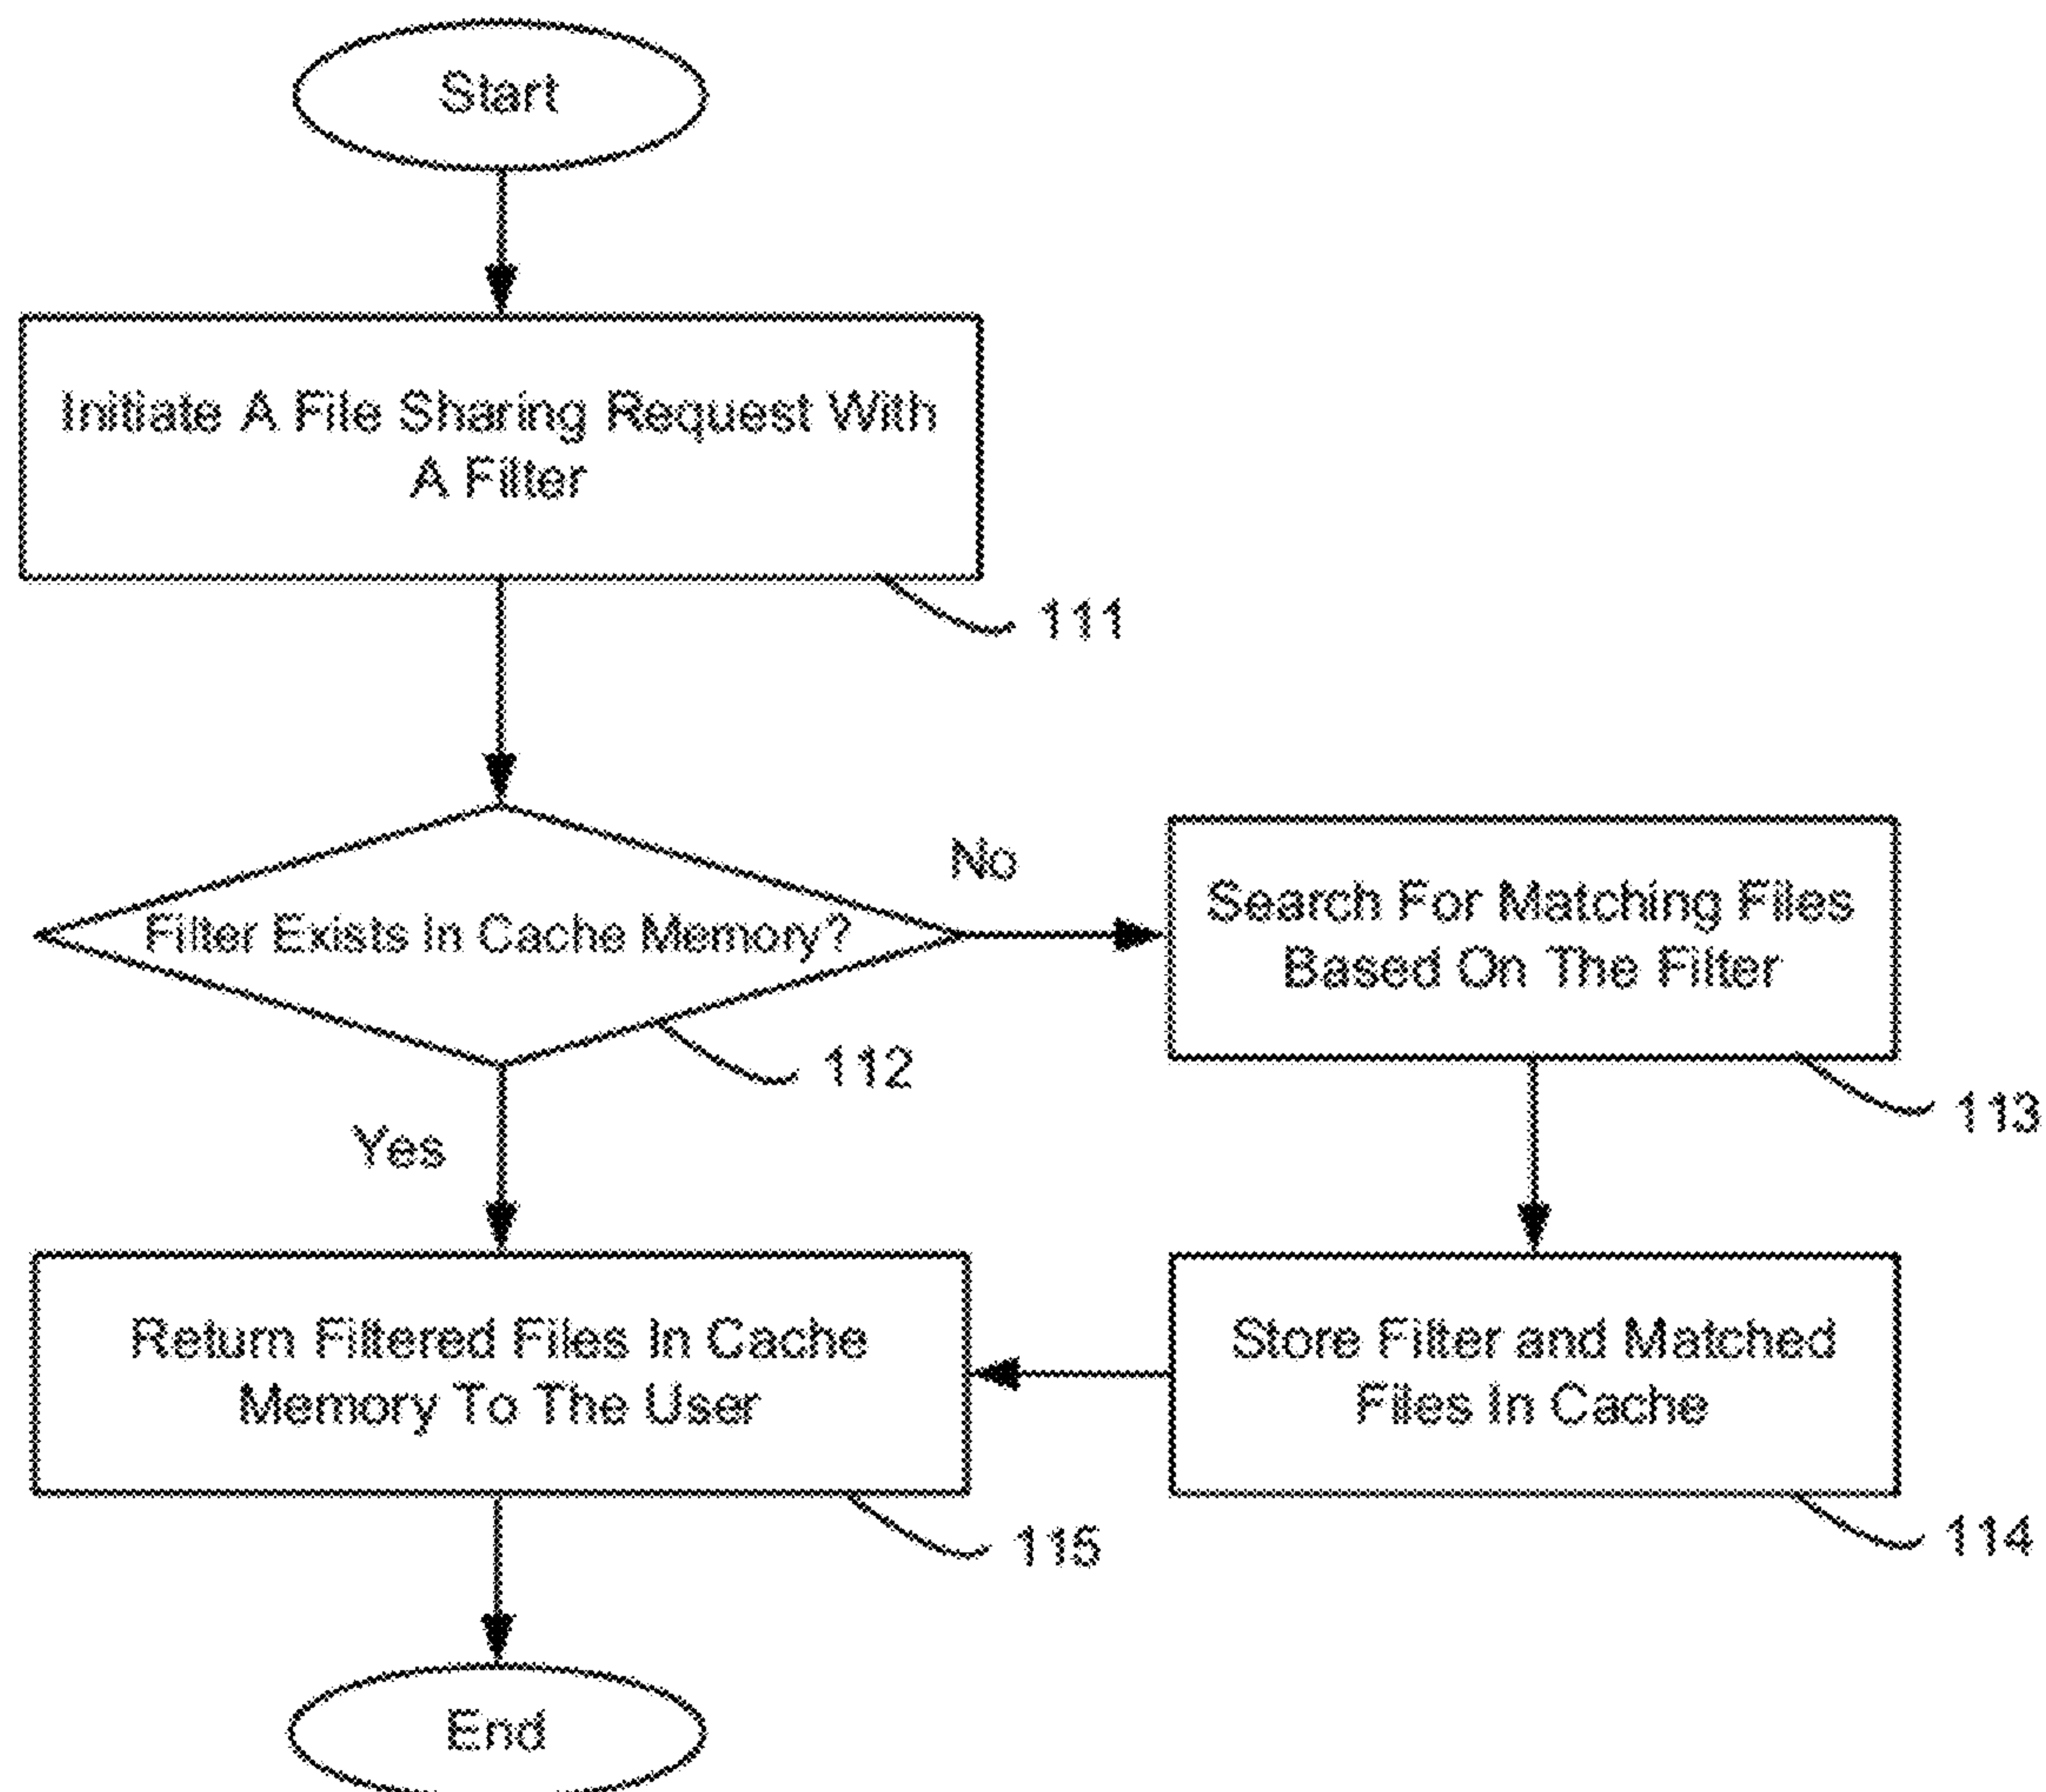 Start
Initiate A File Sharing Request With
A Filter
111
Filter Exists In Cache Memory?
112
No
Yes
Search For Matching Files
Based On The Filter
113
Store Filter and Matched
Files In Cache
114
Return Filtered Files In Cache
Memory To The User
115
End